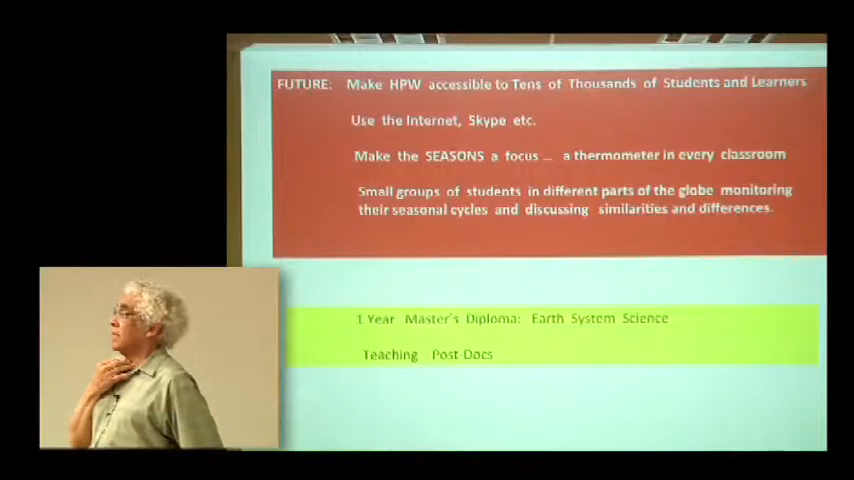 FUTURE: Make HPW accessible to Tens of Thousands of Students and Learners
Use the Internet, Skype etc.
Make the SEASONS a focus ... a thermometer in every classroom
Small groups of students in different parts of the globe monitoring
their seasonal cycles and discussing similarities and differences.
1 Year Master's Diploma: Earth System Science
Teaching Post-Docs